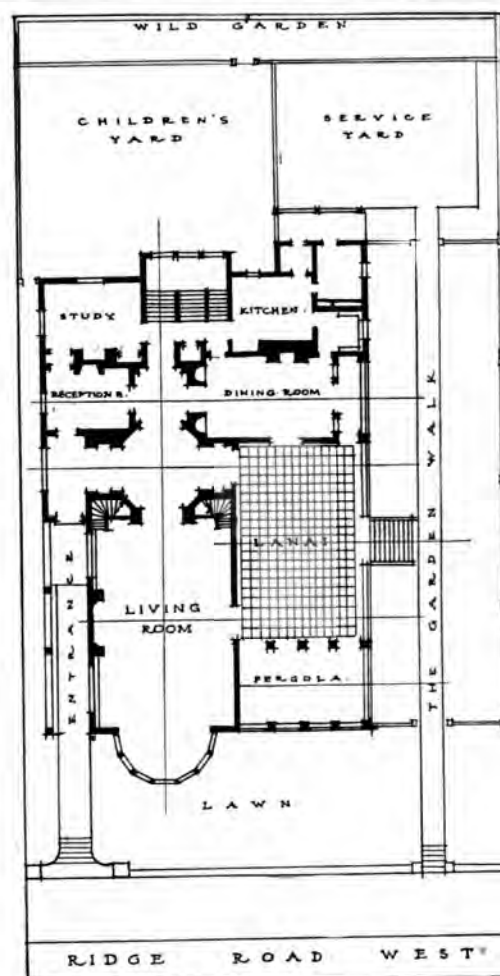 WILD GARDEN
CHILDREN'S
YARD
SERVICE
YARD
STUDY
KITCHEN.
RECEPTION R.
DINING ROOM
LANAI
LIVING
ROOM
ENTRANCE
PERGOLA.
THE GARDEN WALK.
LAWN
RIDGE ROAD WEST